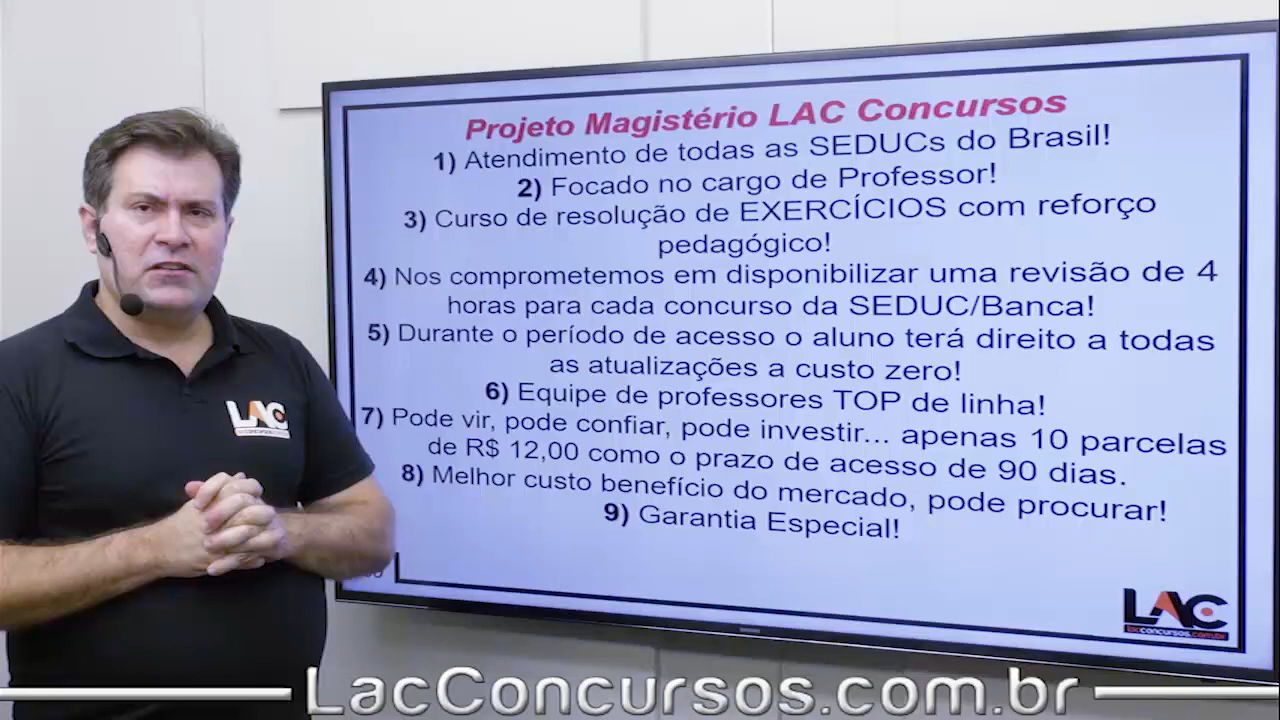 Projeto Magistério LAC Concursos
1) Atendimento de todas as SEDUCs do Brasil!
2) Focado no cargo de Professor!
3) Curso de resolução de EXERCÍCIOS com reforço
pedagógico!
4) Nos comprometemos em disponibilizar uma revisão de 4
horas para cada concurso da SEDUC/Banca!
5) Durante o período de acesso o aluno terá direito a todas
as atualizações a custo zero!
6) Equipe de professores TOP de linha!
7) Pode vir, pode confiar, pode investir... apenas 10 parcelas
de R$ 12,00 como o prazo de acesso de 90 dias.
8) Melhor custo benefício do mercado, pode procurar!
9) Garantia Especial!
LAC
LAC
lacconcursos.com.br
LacConcursos.com.br